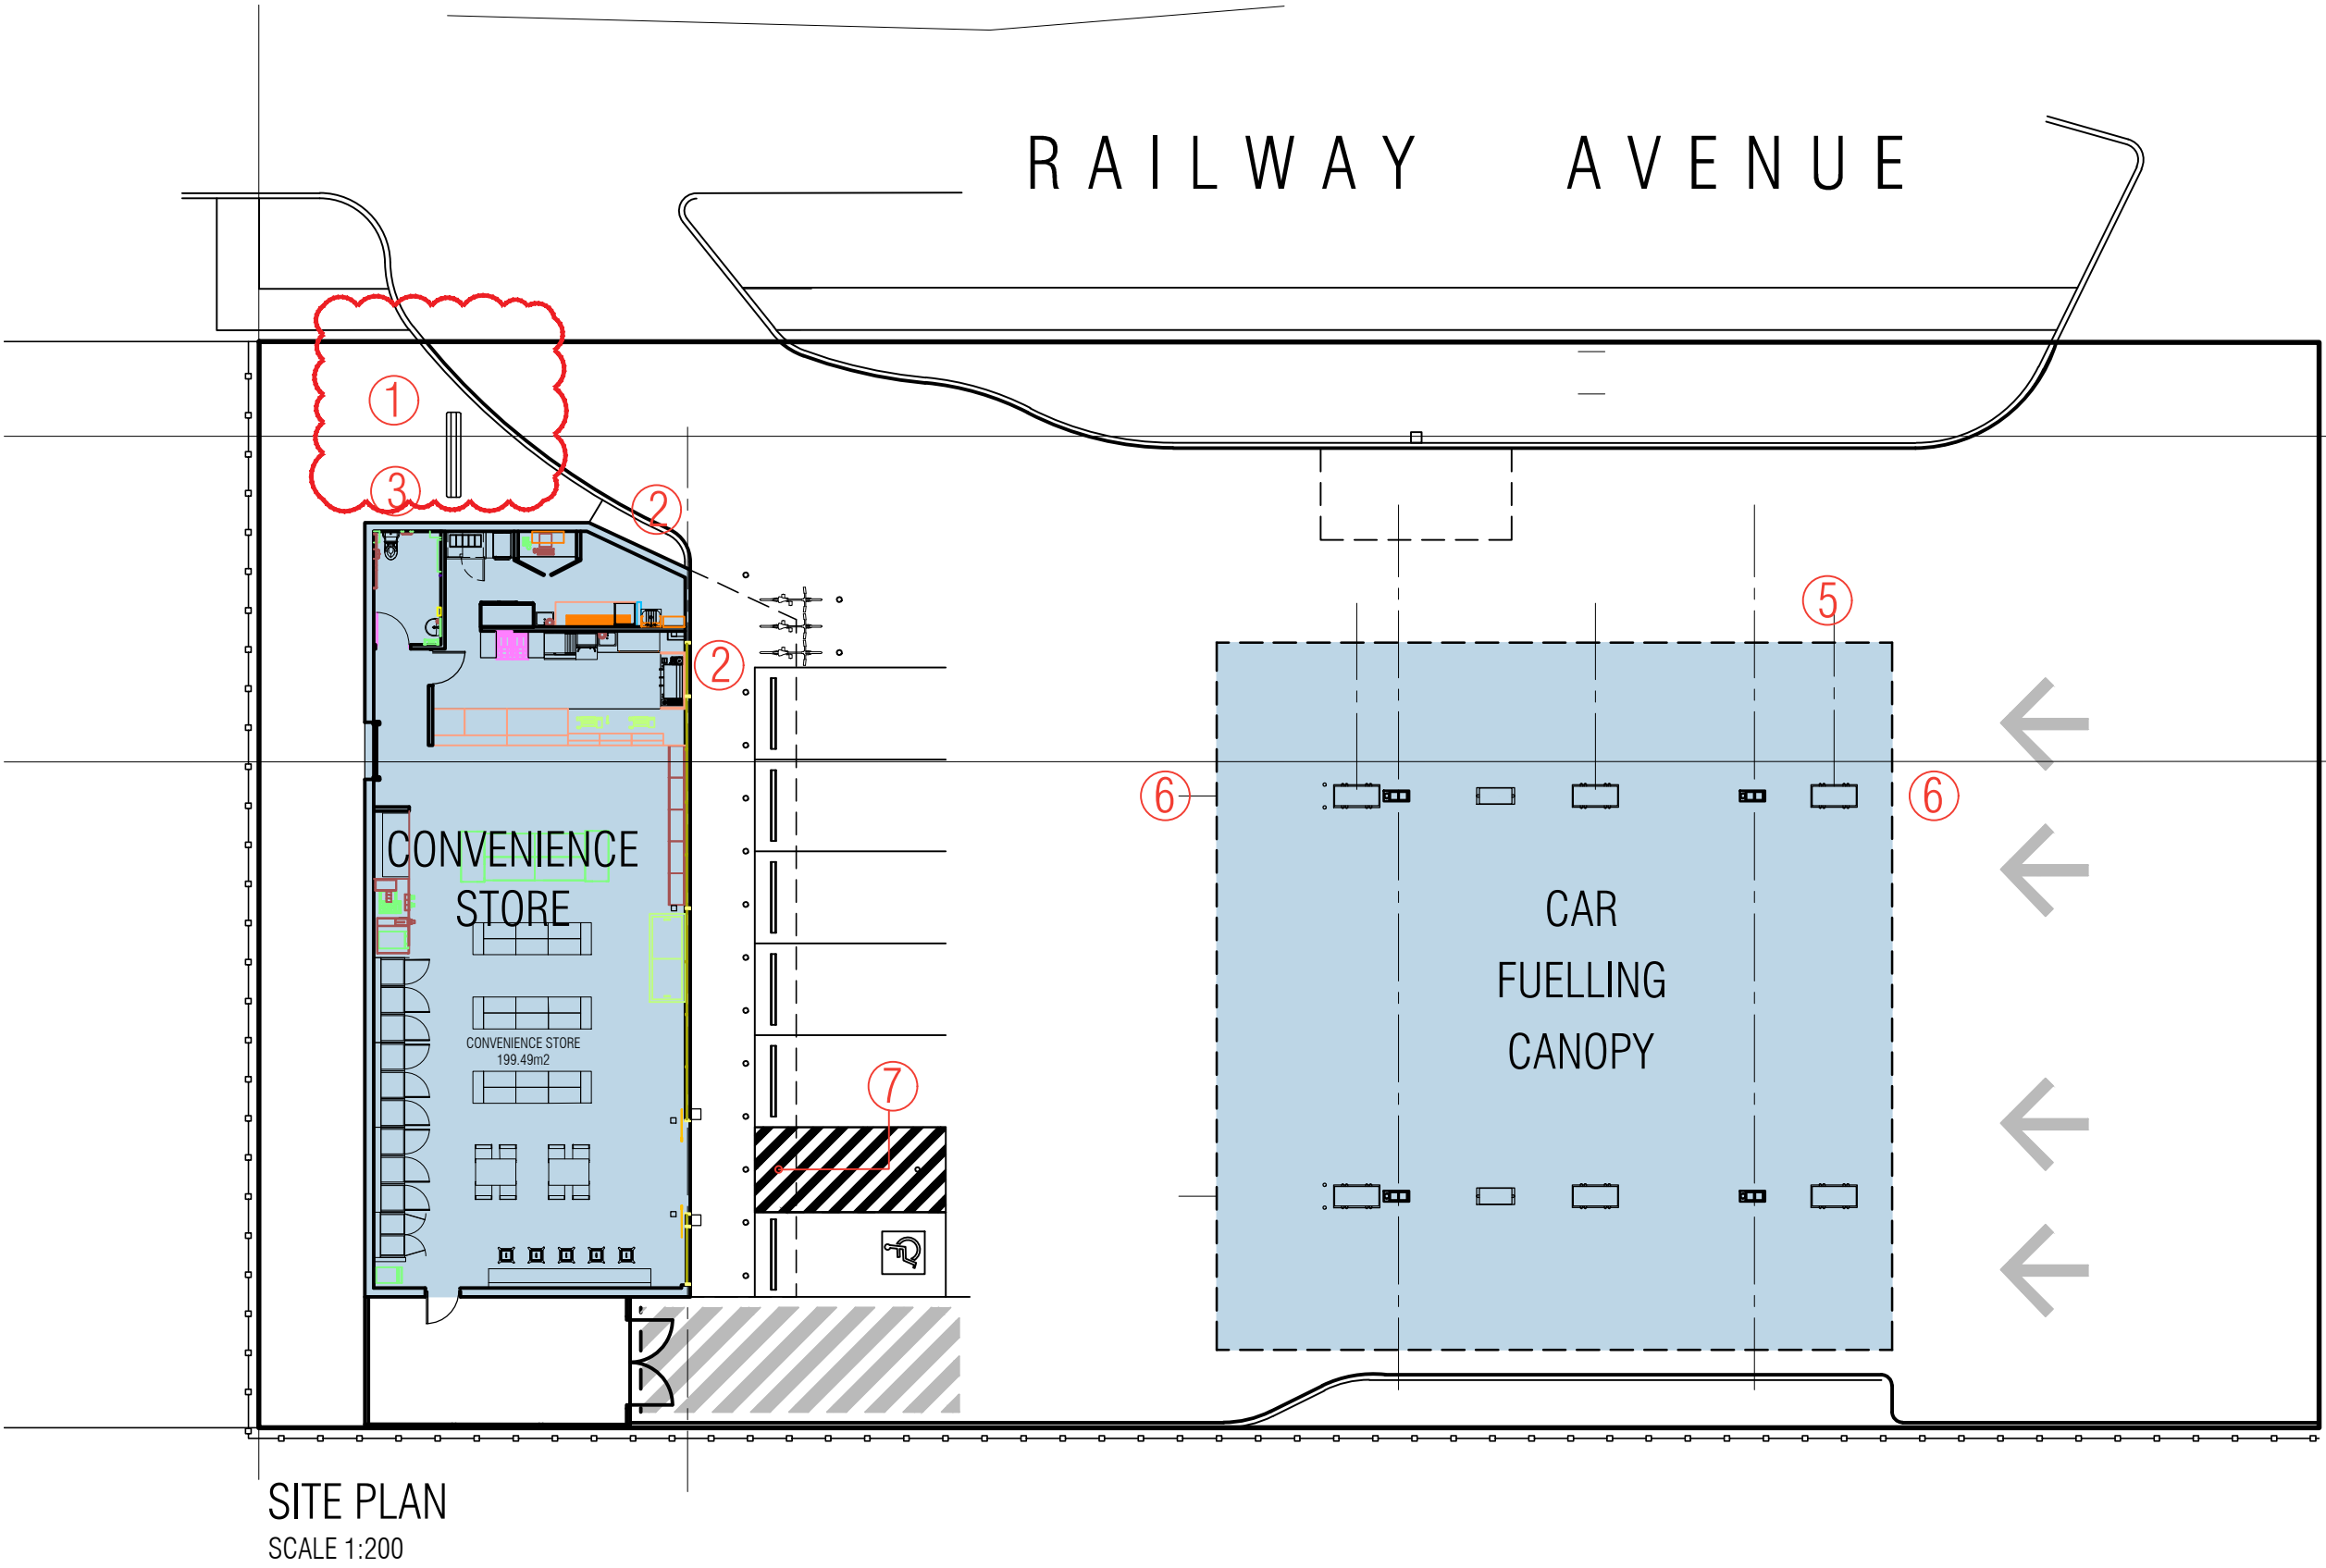 RAILWAY AVENUE
1
3
2
2
5
6
6
CONVENIENCE
STORE
CAR
FUELLING
CANOPY
CONVENIENCE STORE
199.49m2
7
SITE PLAN
SCALE 1:200